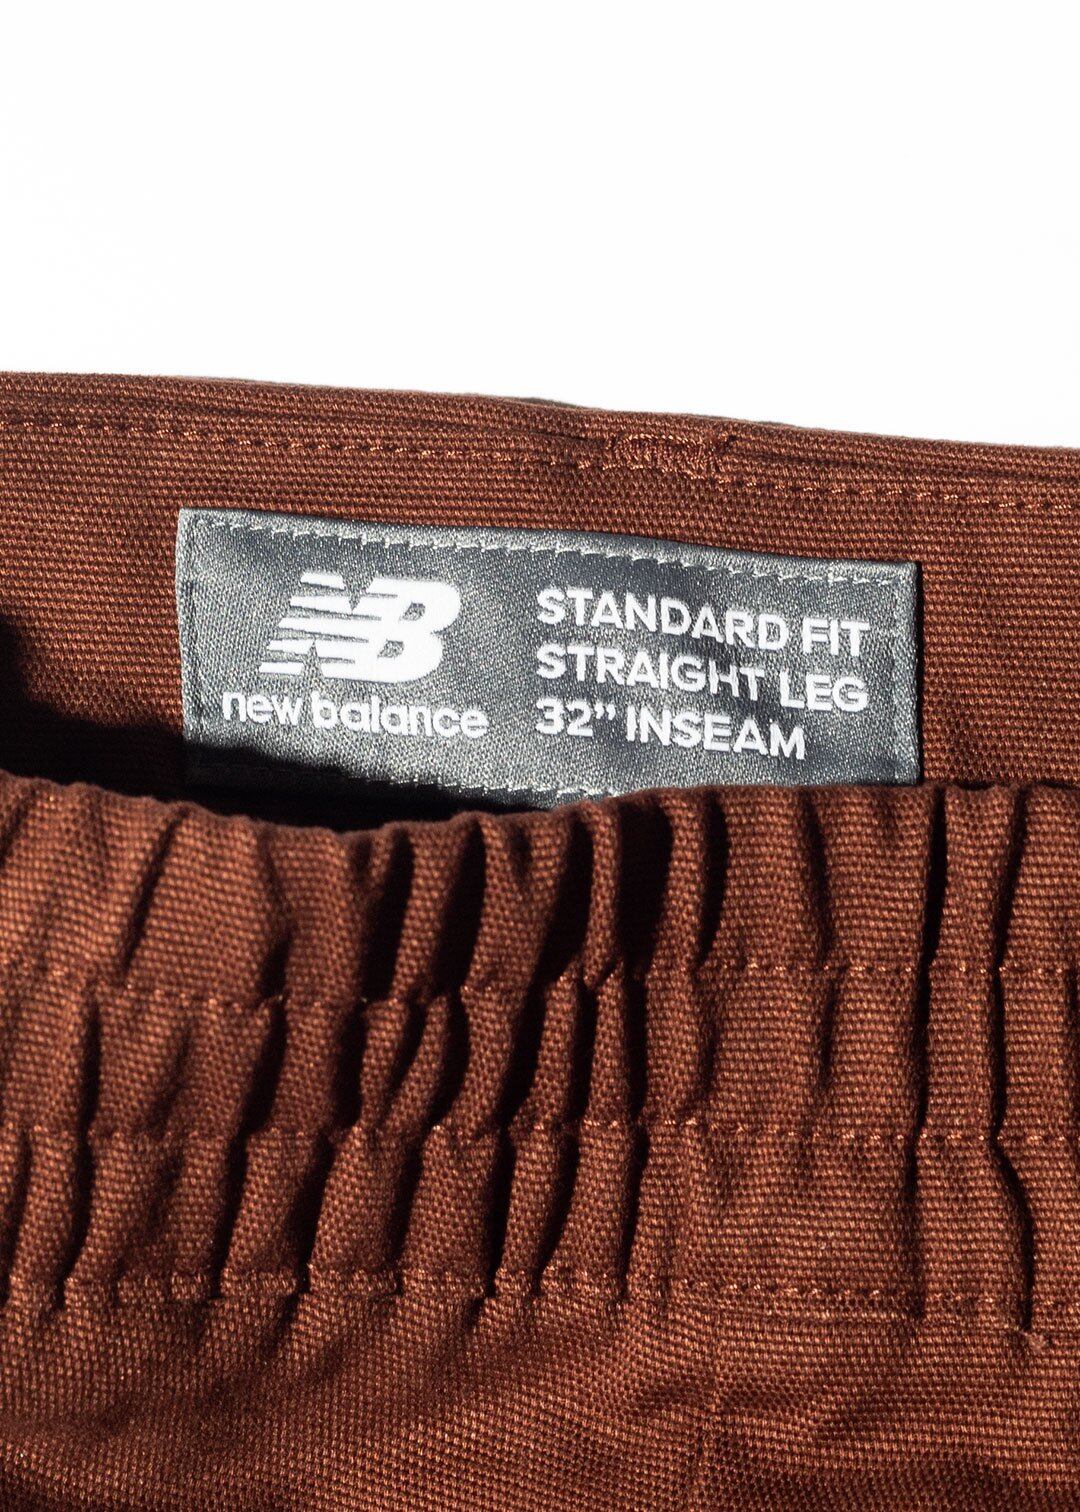 NB
new balance
STANDARD FIT
STRAIGHT LEG
32” INSEAM